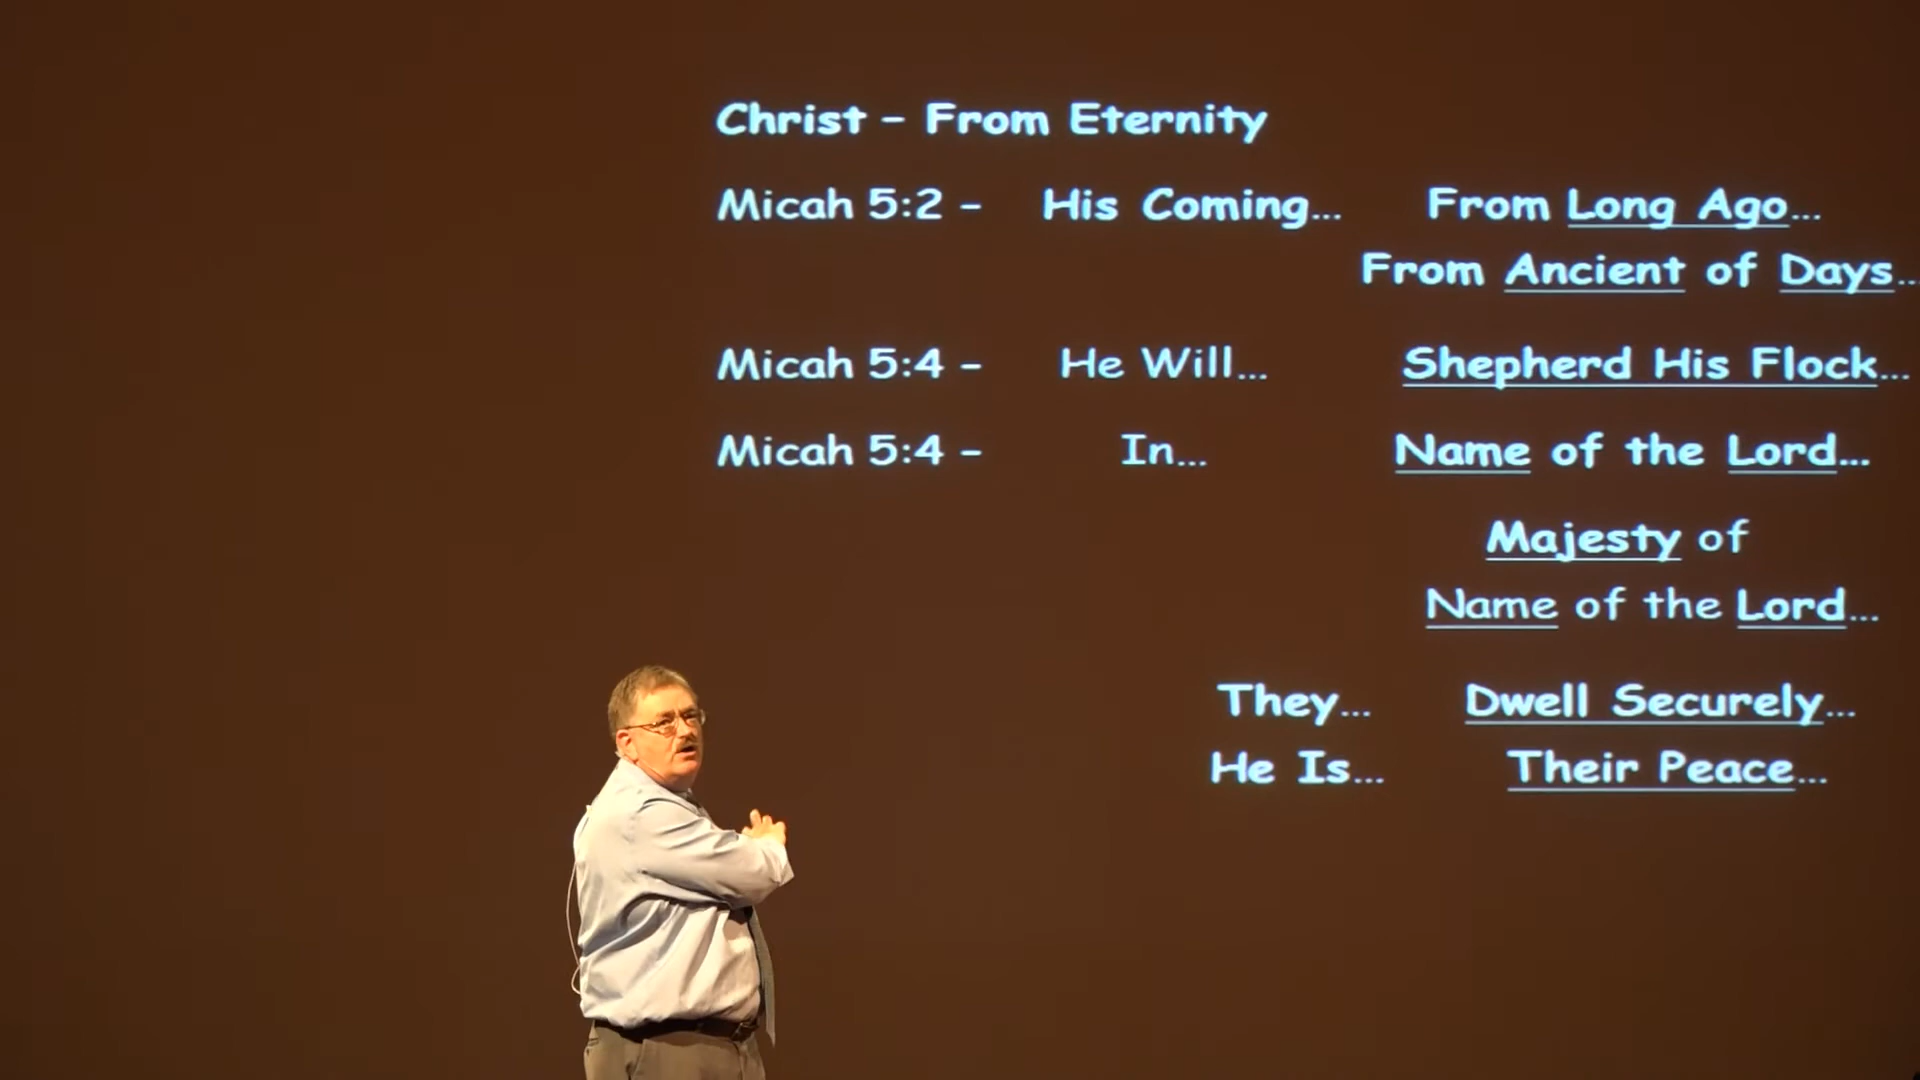 Christ – From Eternity
Micah 5:2 – His Coming... From Long Ago...
From Ancient of Days...
Micah 5:4 – He Will... Shepherd His Flock...
Micah 5:4 – In... Name of the Lord...
Majesty of
Name of the Lord...
They... Dwell Securely...
He Is... Their Peace...